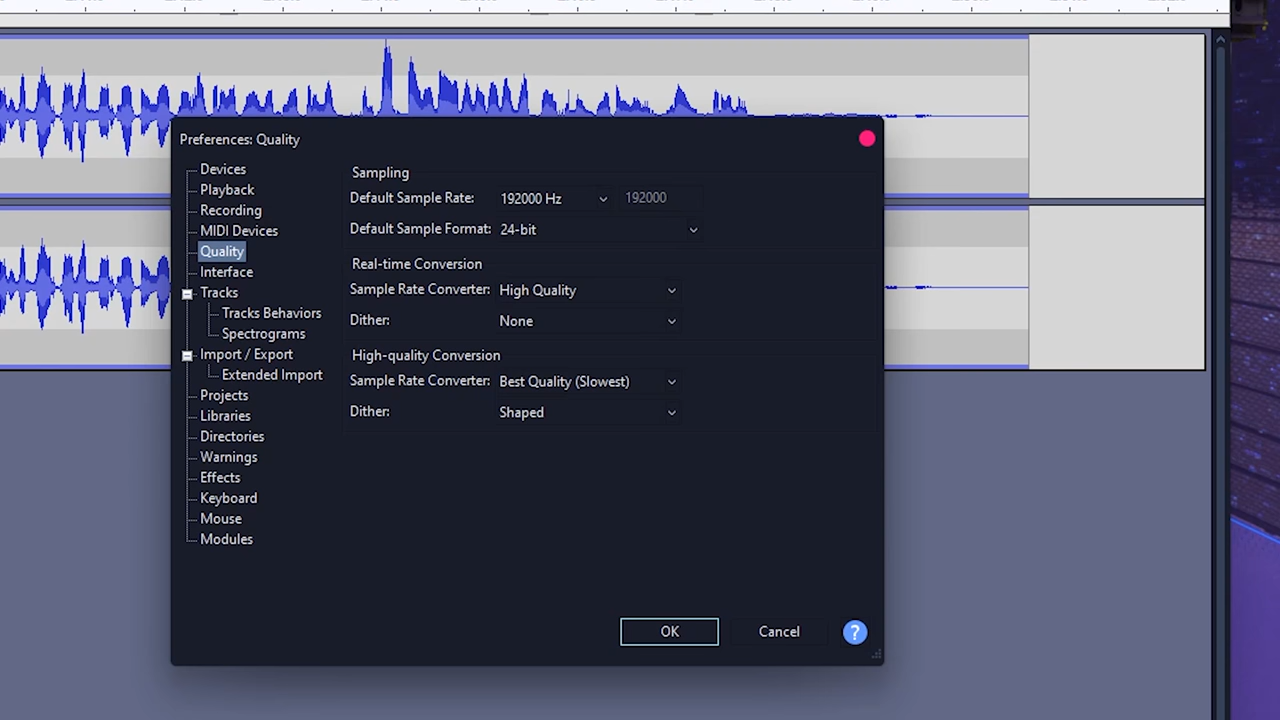 Preferences: Quality
Devices
Playback
Recording
MIDI Devices
Quality
Interface
Tracks
Tracks Behaviors
Spectrograms
Import / Export
Extended Import
Projects
Libraries
Directories
Warnings
Effects
Keyboard
Mouse
Modules
Sampling
Default Sample Rate: 192000 Hz 192000
Default Sample Format: 24-bit
Real-time Conversion
Sample Rate Converter: High Quality
Dither: None
High-quality Conversion
Sample Rate Converter: Best Quality (Slowest)
Dither: Shaped
OK Cancel ?